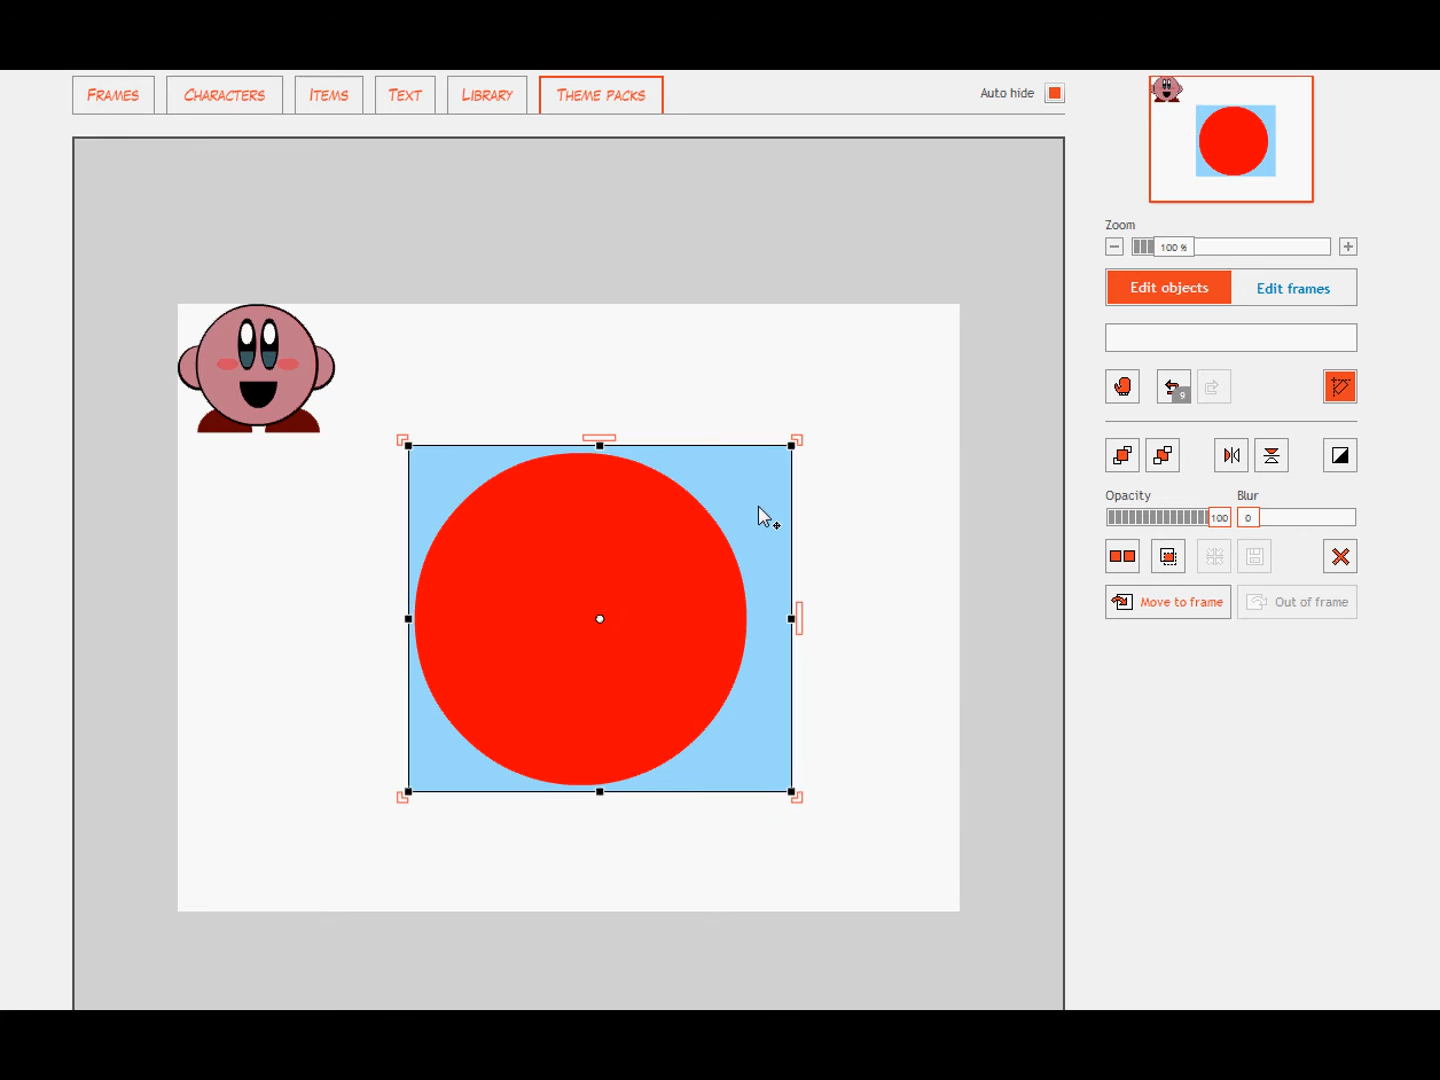 FRAMES
CHARACTERS
ITEMS
TEXT
LIBRARY
THEME PACKS
Auto hide
Zoom
100 %
Edit objects
Edit frames
9
Opacity
Blur
100
0
Move to frame
Out of frame